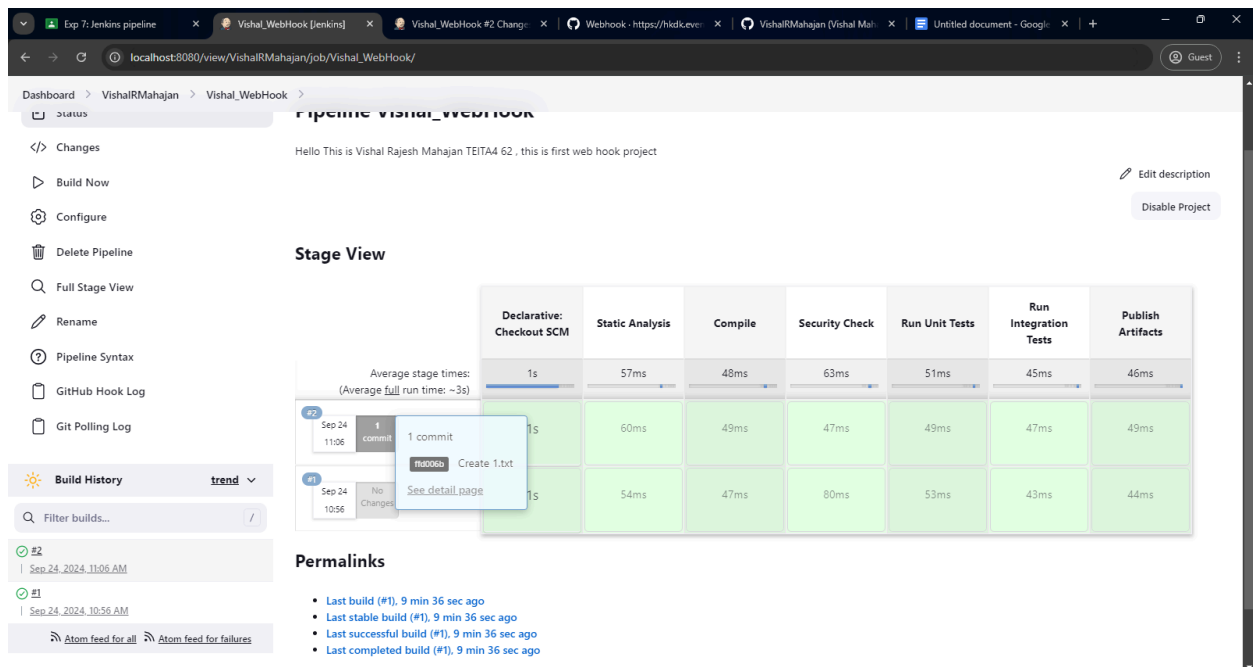 Exp 7: Jenkins pipeline
Vishal_WebHook [Jenkins]
Vishal_WebHook #2 Change
Webhook · https://hkdk.even
VishalRMahajan (Vishal Mah
Untitled document - Google
localhost:8080/view/VishalRMahajan/job/Vishal_WebHook/
Guest
Dashboard > VishalRMahajan > Vishal_WebHook >
Status
Changes
Build Now
Configure
Delete Pipeline
Full Stage View
Rename
Pipeline Syntax
GitHub Hook Log
Git Polling Log
Build History
trend
Filter builds...
/
#2
Sep 24, 2024, 11:06 AM
#1
Sep 24, 2024, 10:56 AM
Atom feed for all Atom feed for failures
Pipeline Vishal_WebHook
Hello This is Vishal Rajesh Mahajan TEITA4 62 , this is first web hook project
Edit description
Disable Project
Stage View
Declarative: Checkout SCM
Static Analysis
Compile
Security Check
Run Unit Tests
Run Integration Tests
Publish Artifacts
Average stage times:
(Average full run time: ~3s)
1s 57ms 48ms 63ms 51ms 45ms 46ms
#2
Sep 24
11:06
1 commit
1s 60ms 49ms 47ms 49ms 47ms 49ms
1 commit
ffd006b Create 1.txt
See detail page
#1
Sep 24
10:56
No Changes
1s 54ms 47ms 80ms 53ms 43ms 44ms
Permalinks
Last build (#1), 9 min 36 sec ago
Last stable build (#1), 9 min 36 sec ago
Last successful build (#1), 9 min 36 sec ago
Last completed build (#1), 9 min 36 sec ago